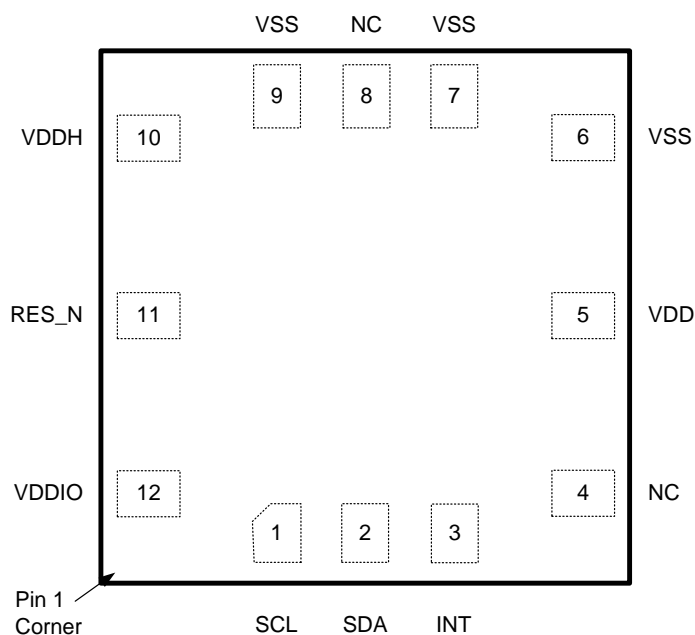 VSS NC VSS
9 8 7
VDDH 10 6 VSS
RES_N 11 5 VDD
VDDIO 12 4 NC
1 2 3
Pin 1
Corner
SCL SDA INT